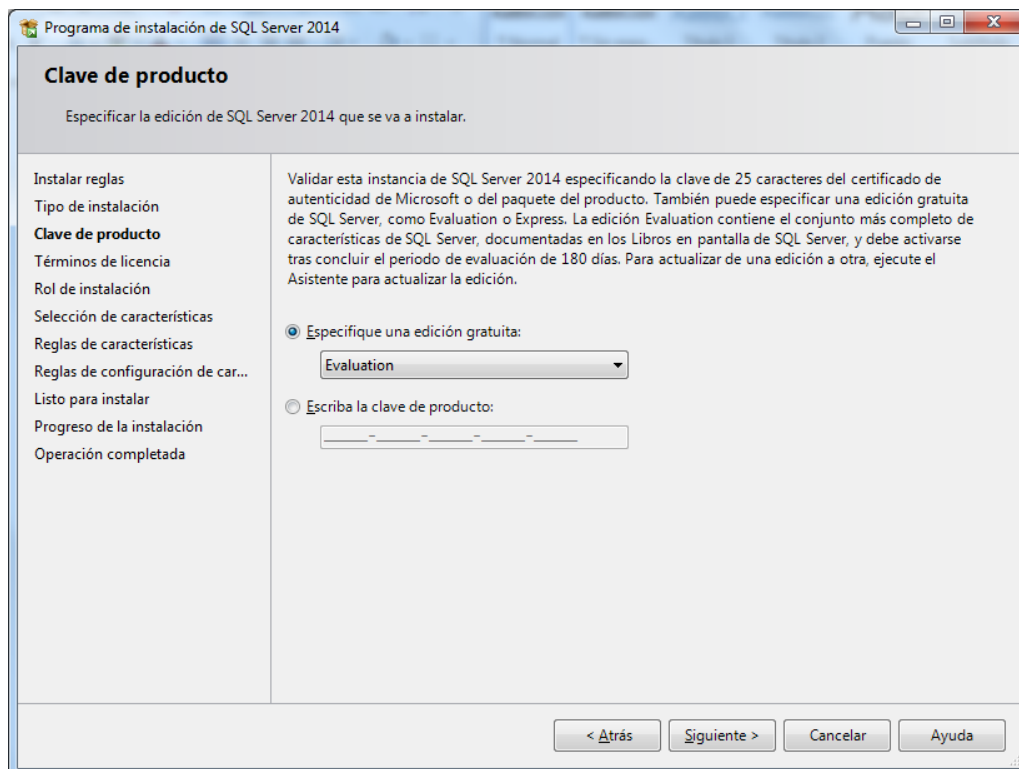 Programa de instalación de SQL Server 2014
Clave de producto
Especificar la edición de SQL Server 2014 que se va a instalar.
Instalar reglas
Tipo de instalación
Clave de producto
Términos de licencia
Rol de instalación
Selección de características
Reglas de características
Reglas de configuración de car...
Listo para instalar
Progreso de la instalación
Operación completada
Validar esta instancia de SQL Server 2014 especificando la clave de 25 caracteres del certificado de
autenticidad de Microsoft o del paquete del producto. También puede especificar una edición gratuita
de SQL Server, como Evaluation o Express. La edición Evaluation contiene el conjunto más completo de
características de SQL Server, documentadas en los Libros en pantalla de SQL Server, y debe activarse
tras concluir el periodo de evaluación de 180 días. Para actualizar de una edición a otra, ejecute el
Asistente para actualizar la edición.
Especifique una edición gratuita:
Evaluation
Escriba la clave de producto:
_____-_____-_____-_____-_____
< Atrás
Siguiente >
Cancelar
Ayuda